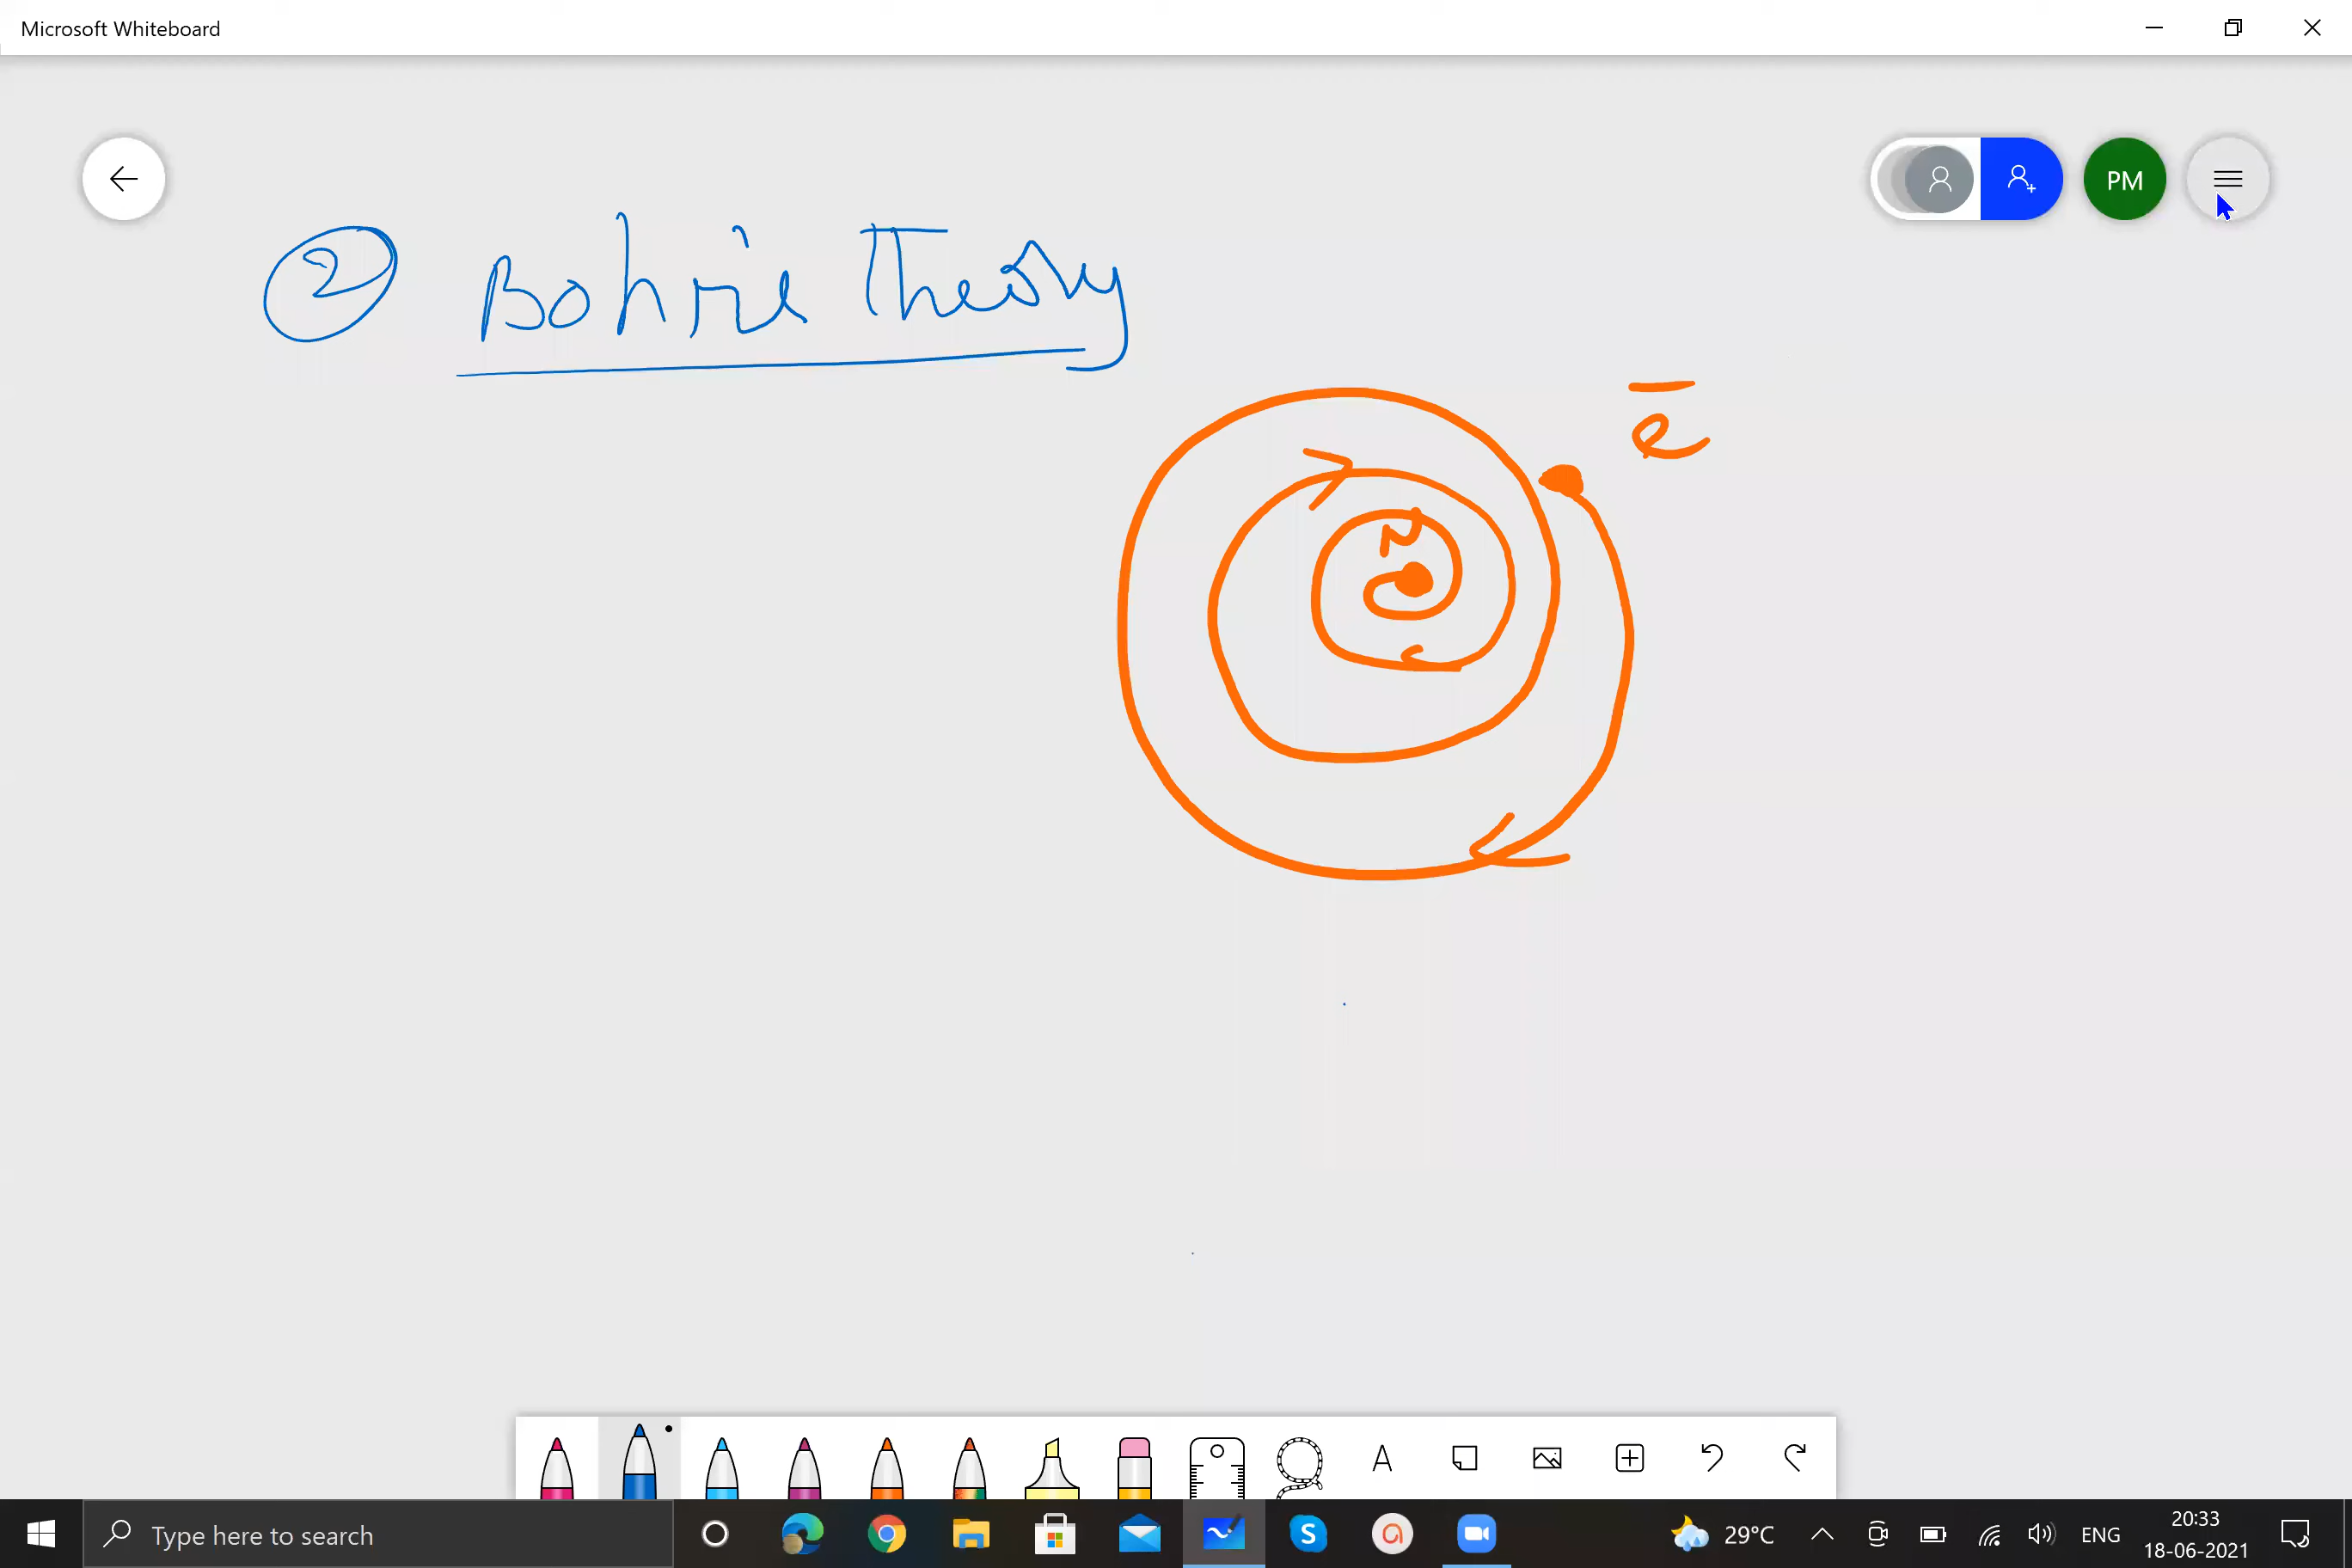 Microsoft Whiteboard
PM
2 Bohr's Theory
e
N
A
Type here to search
S
a
29°C
ENG
20:33
18-06-2021